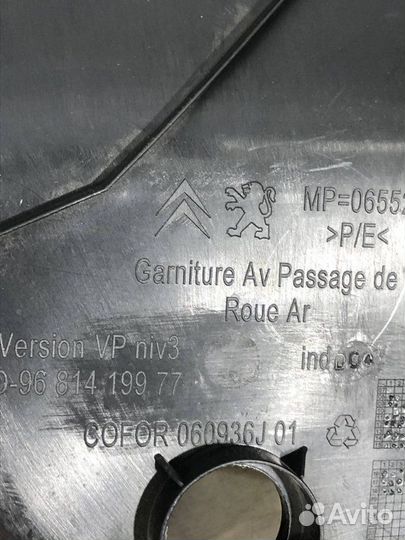 MP=0655
>P/E<
Garniture Av Passage de
Roue Ar
Version VP niv3
-96 814 199 77
COFOR 060936J 01
Avito